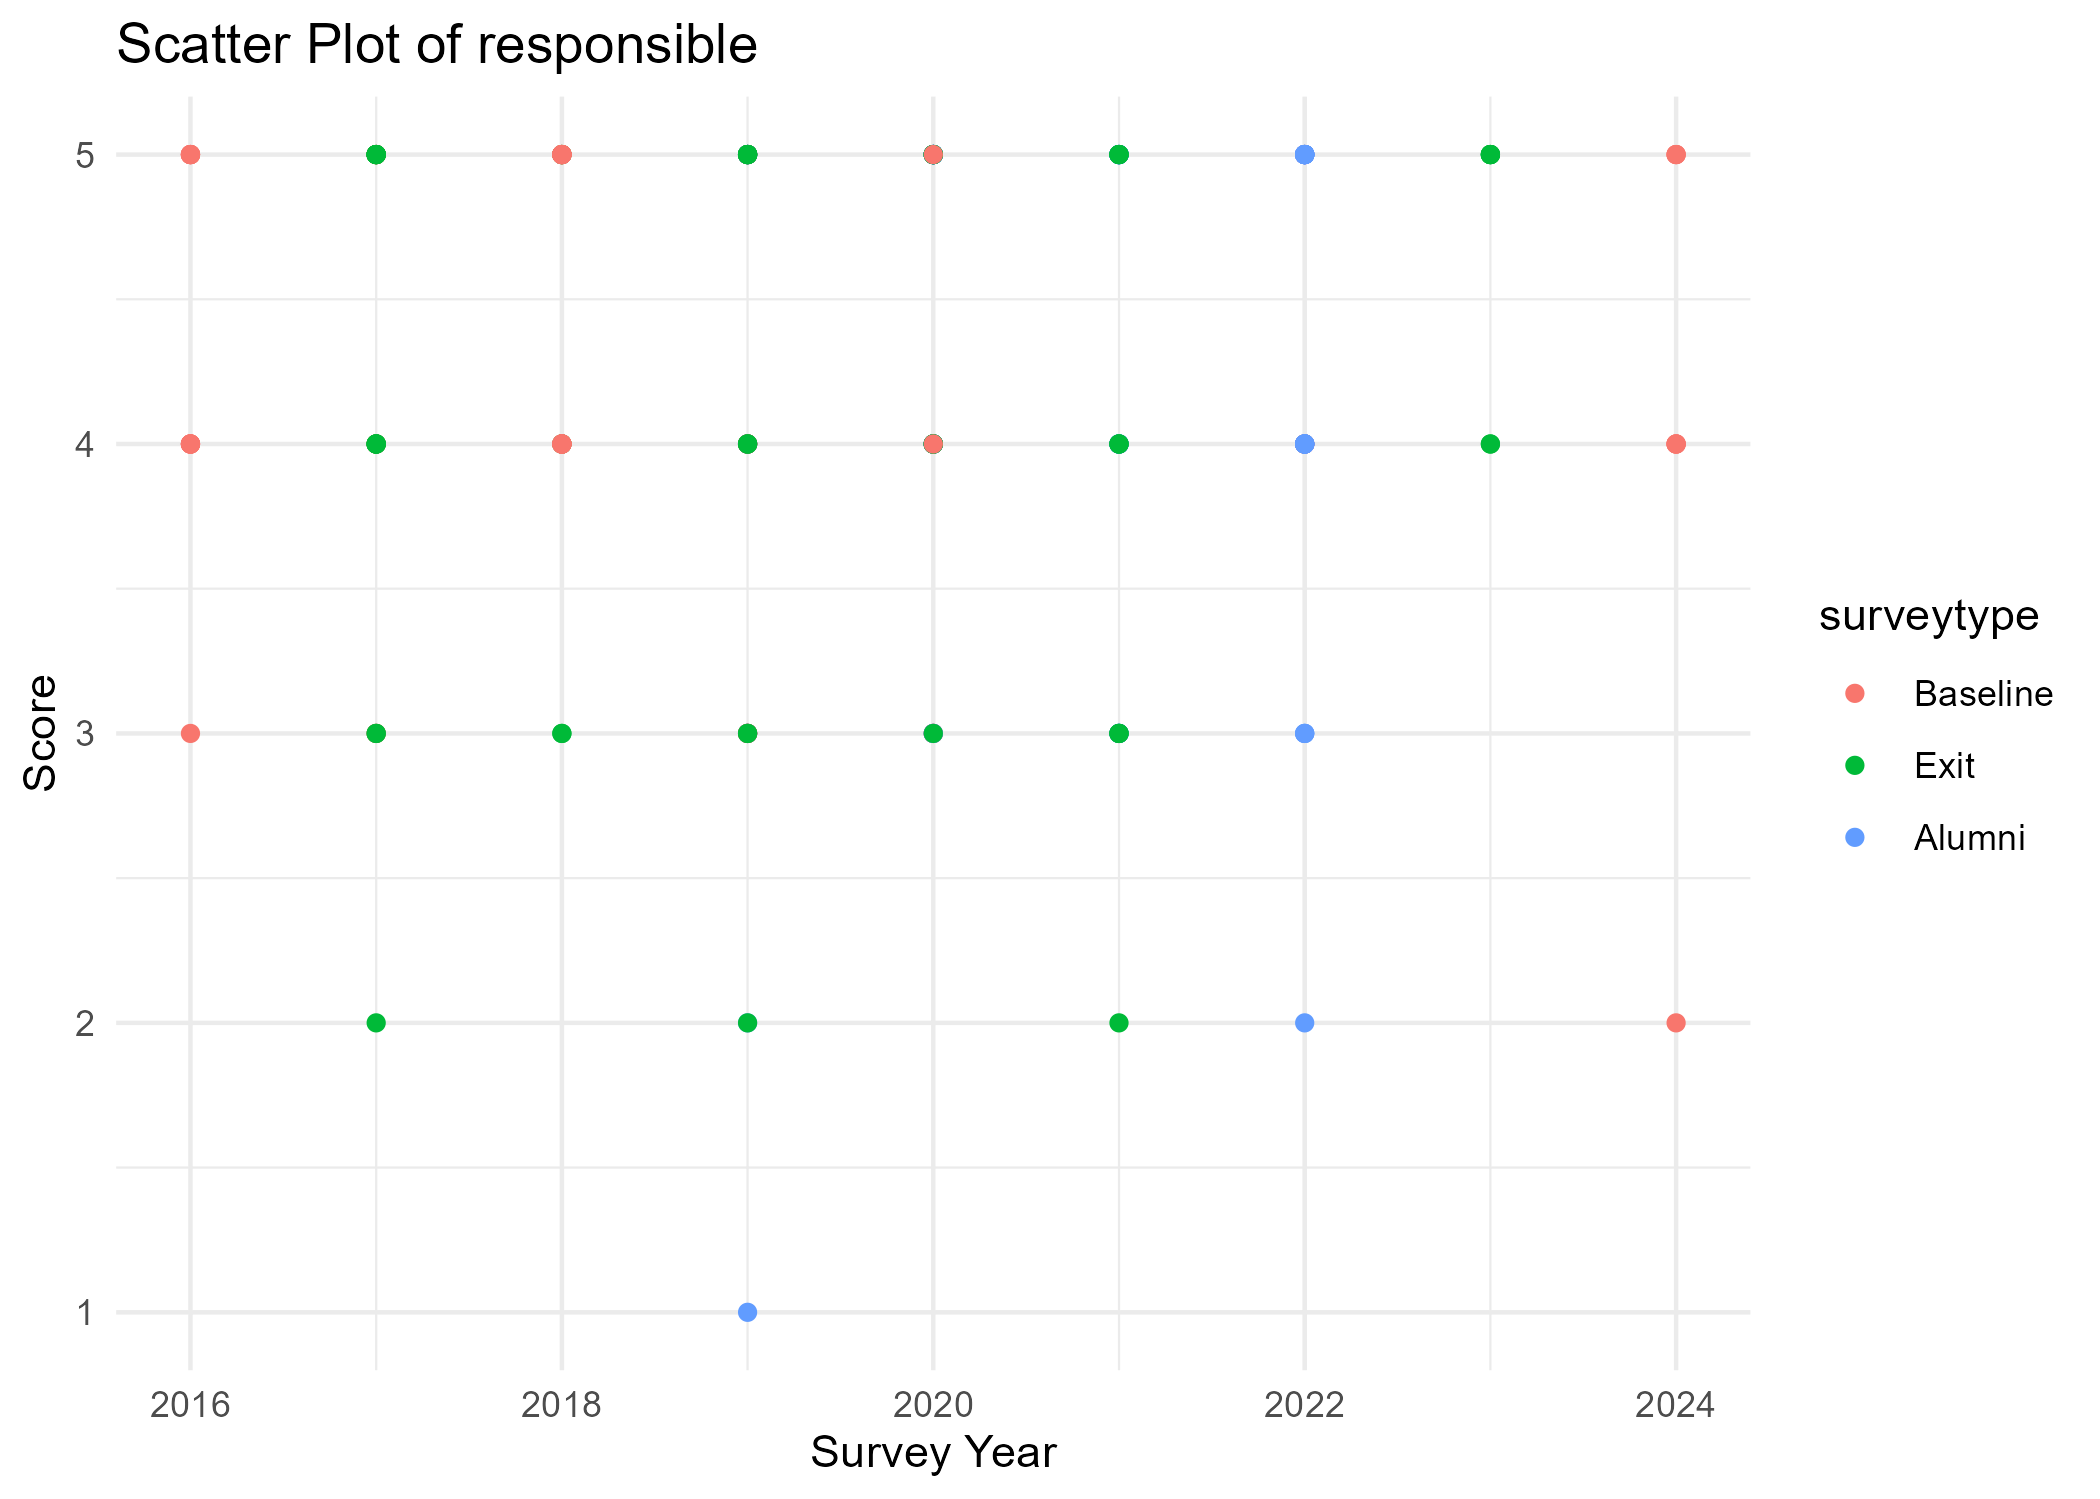 Scatter Plot of responsible
5
4
3
2
1
Score
2016 2018 2020 2022 2024
Survey Year
surveytype
Baseline
Exit
Alumni